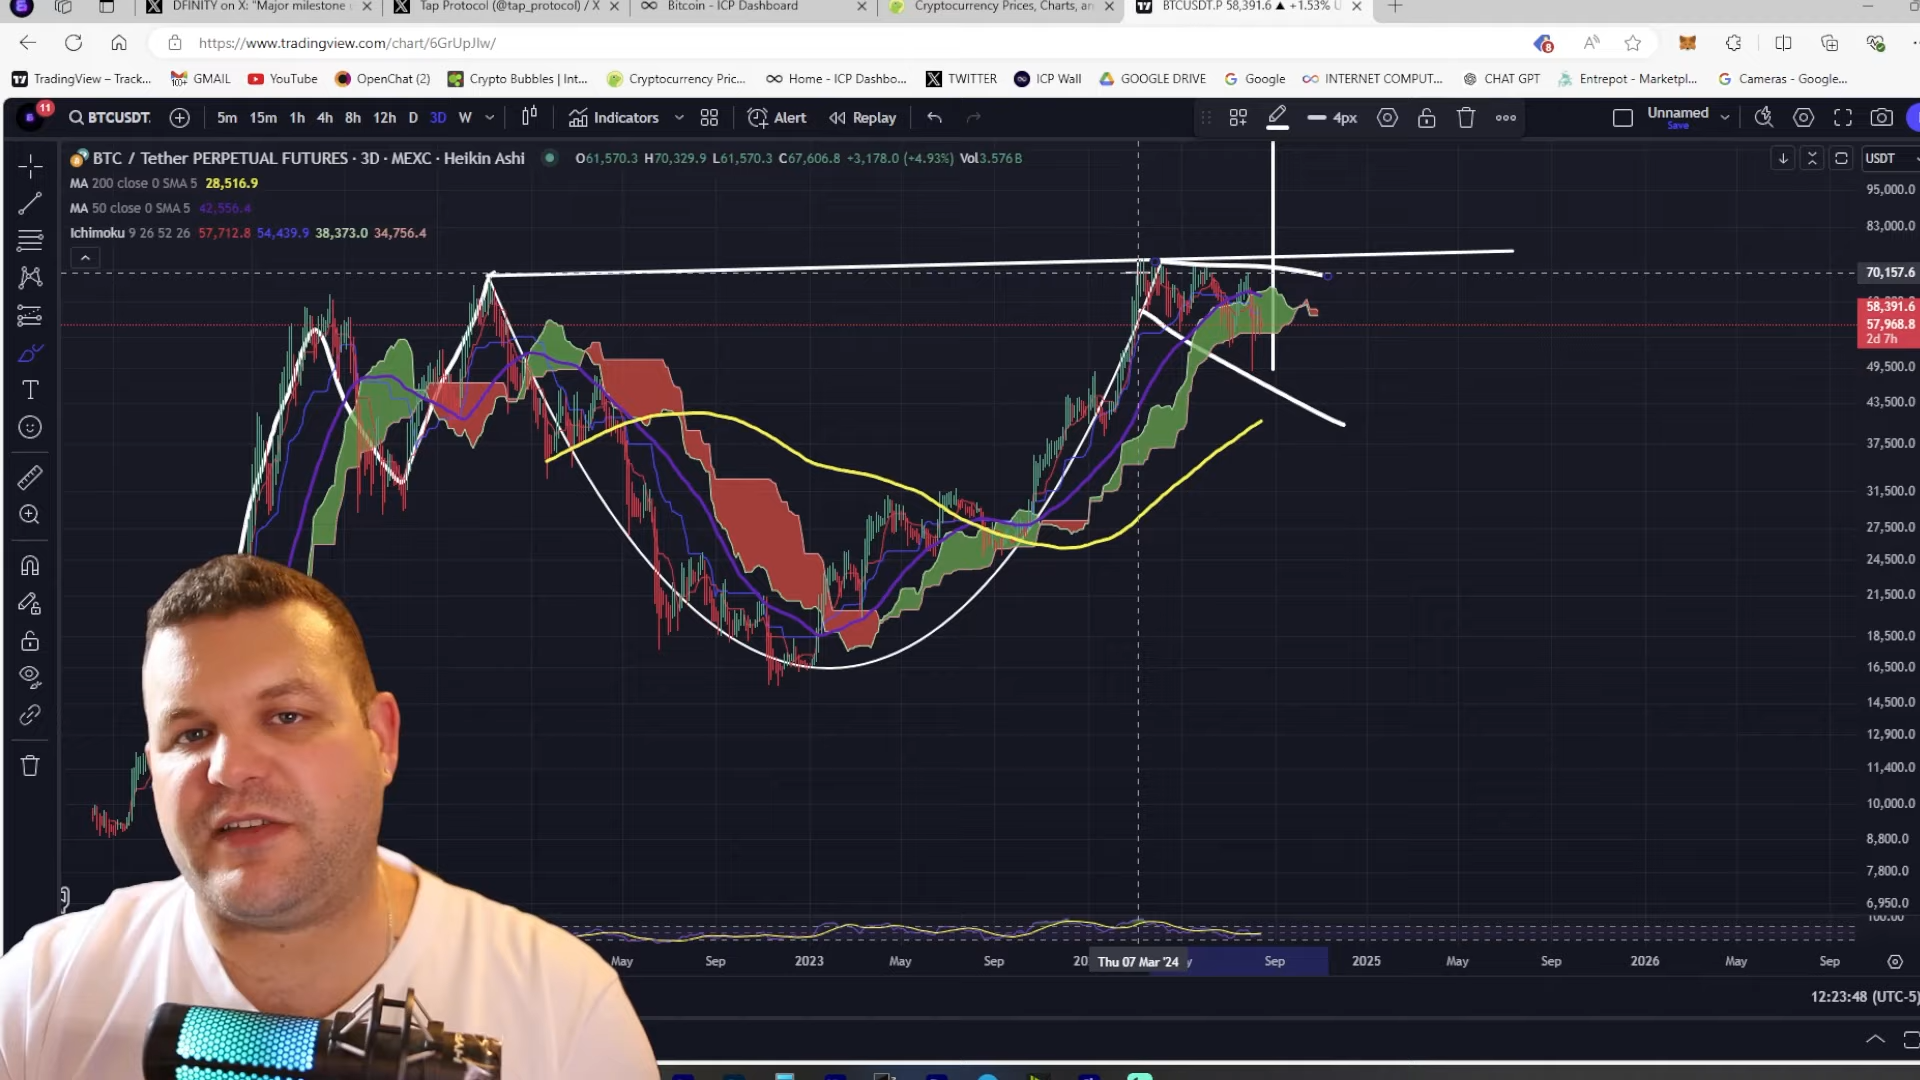 DFINITY on X: "Major milestone
Tap Protocol (@tap_protocol) / X
Bitcoin - ICP Dashboard
Cryptocurrency Prices, Charts, an
BTCUSDT.P 58,391.6 ▲ +1.53% U
https://www.tradingview.com/chart/6GrUpJIw/
8
TradingView – Track...
GMAIL
YouTube
OpenChat (2)
Crypto Bubbles | Int...
Cryptocurrency Pric...
Home - ICP Dashbo...
TWITTER
ICP Wall
GOOGLE DRIVE
Google
INTERNET COMPUT...
CHAT GPT
Entrepot - Marketpl...
Cameras - Google...
11
BTCUSDT.
5m 15m 1h 4h 8h 12h D 3D W
Indicators
Alert
Replay
4px
Unnamed
Save
BTC / Tether PERPETUAL FUTURES · 3D · MEXC · Heikin Ashi
O61,570.3 H70,329.9 L61,570.3 C67,606.8 +3,178.0 (+4.93%) Vol3.576B
USDT
MA 200 close 0 SMA 5 28,516.9
MA 50 close 0 SMA 5 42,556.4
Ichimoku 9 26 52 26 57,712.8 54,439.9 38,373.0 34,756.4
95,000.0
83,000.0
70,157.6
58,391.6
57,968.8
2d 7h
49,500.0
43,500.0
37,500.0
31,500.0
27,500.0
24,500.0
21,500.0
18,500.0
16,500.0
14,500.0
12,900.0
11,400.0
10,000.0
8,800.0
7,800.0
6,950.0
100.00
May Sep 2023 May Sep
Thu 07 Mar '24
Sep 2025 May Sep 2026 May Sep
12:23:48 (UTC-5)